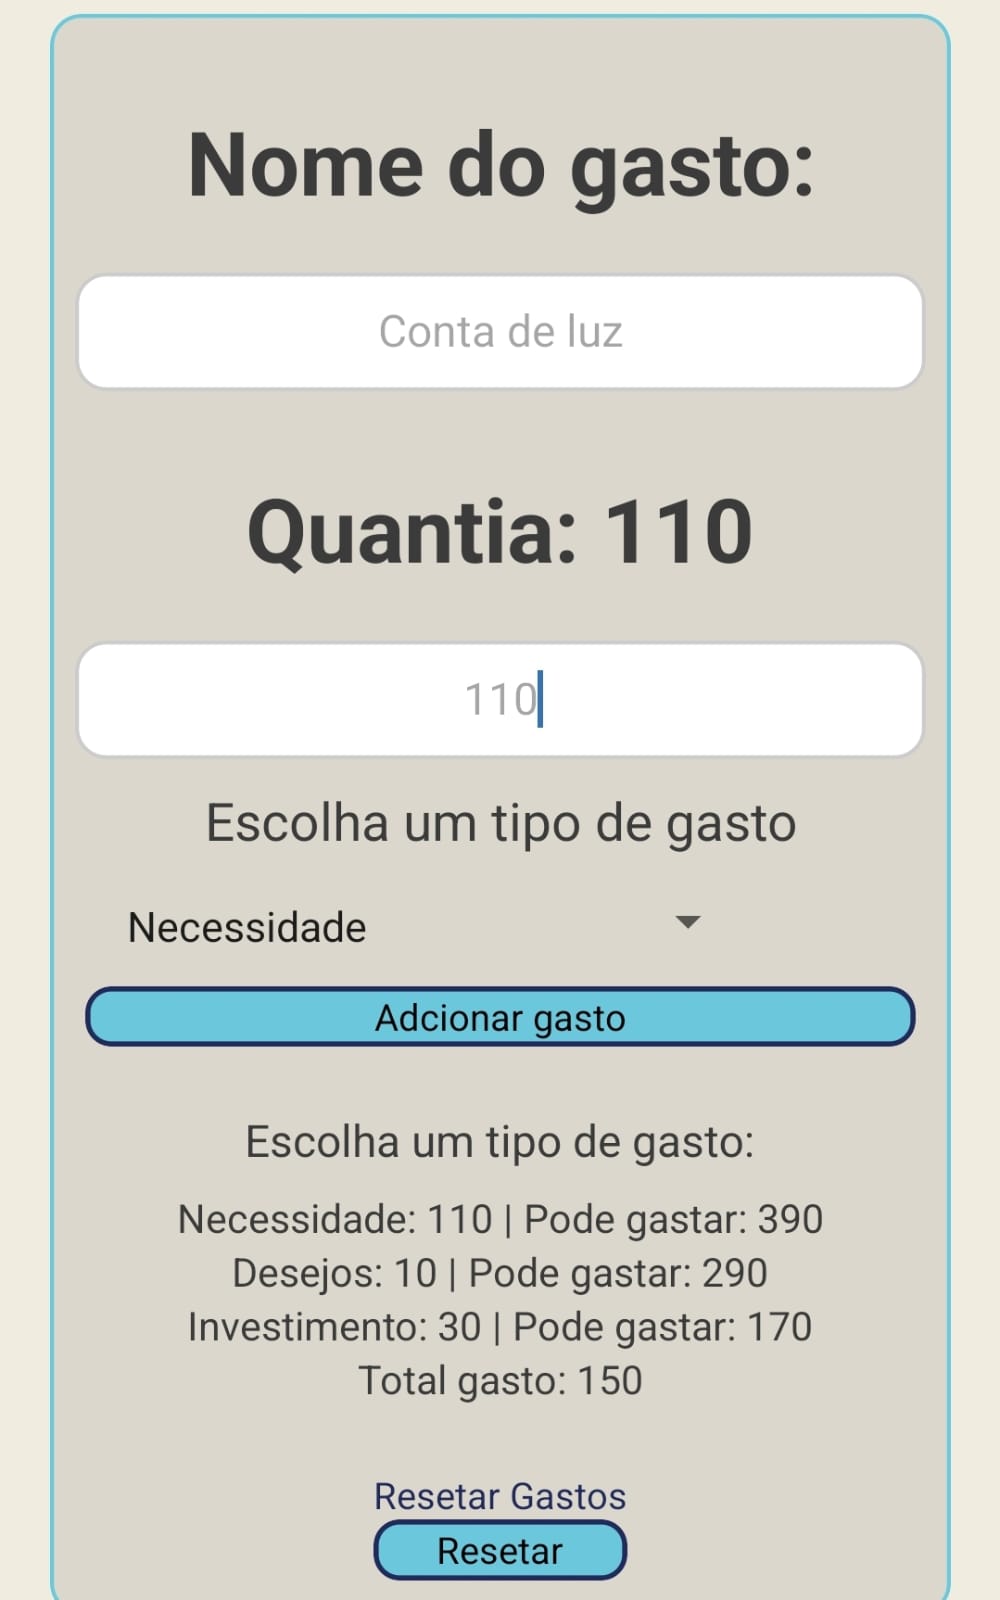 Nome do gasto:
Conta de luz
Quantia: 110
110
Escolha um tipo de gasto
Necessidade
Adcionar gasto
Escolha um tipo de gasto:
Necessidade: 110 | Pode gastar: 390
Desejos: 10 | Pode gastar: 290
Investimento: 30 | Pode gastar: 170
Total gasto: 150
Resetar Gastos
Resetar